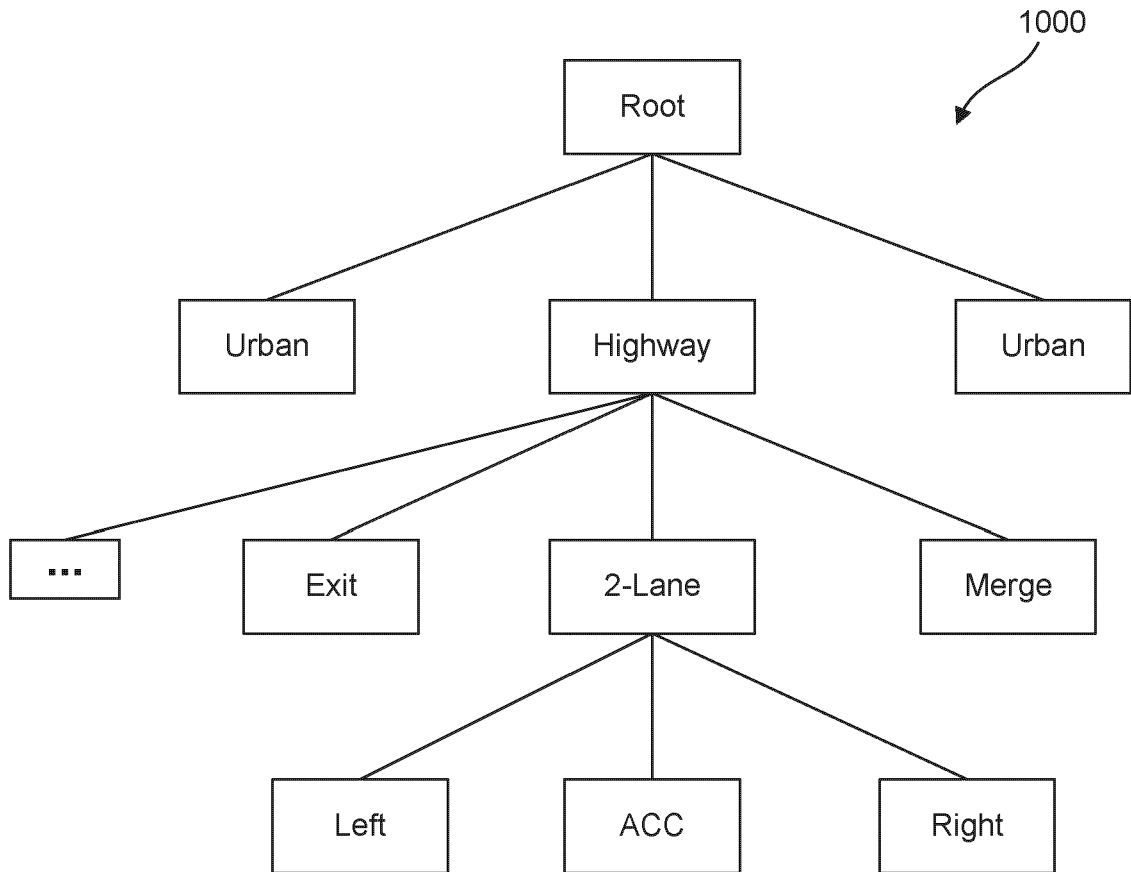 1000
Root
Urban
Highway
Urban
...
Exit
2-Lane
Merge
Left
ACC
Right